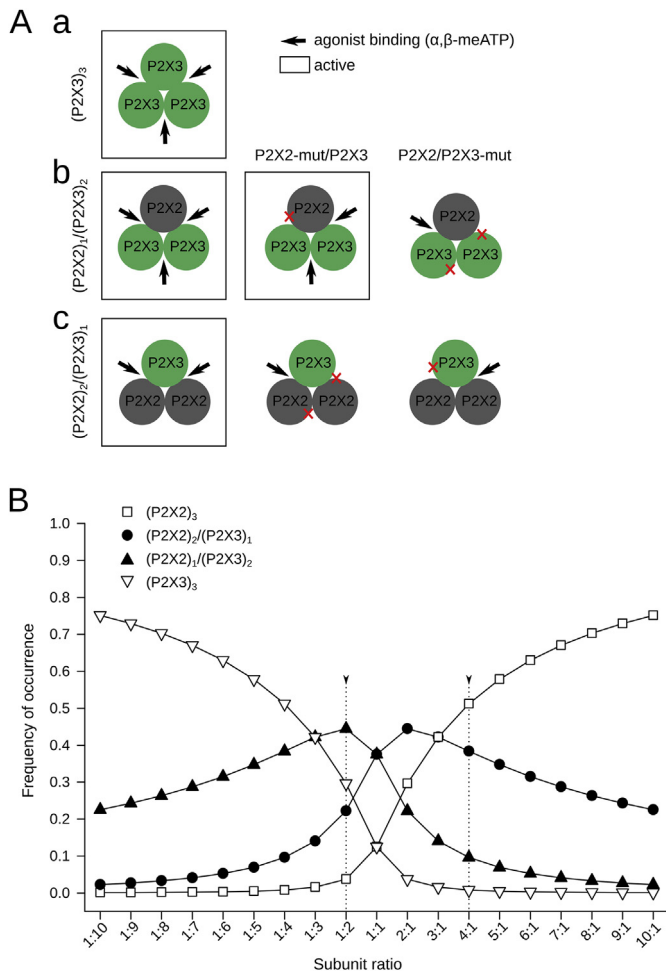 A a
agonist binding (α,β-meATP)
active
(P2X3)3
P2X3
P2X3 P2X3
P2X2-mut/P2X3 P2X2/P2X3-mut
b
(P2X2)1/(P2X3)2
P2X2 P2X2 P2X2
P2X3 P2X3 P2X3 P2X3 P2X3 P2X3
c
(P2X2)2/(P2X3)1
P2X3 P2X3 P2X3
P2X2 P2X2 P2X2 P2X2 P2X2 P2X2
B
(P2X2)3
(P2X2)2/(P2X3)1
(P2X2)1/(P2X3)2
(P2X3)3
Frequency of occurrence
1.0
0.9
0.8
0.7
0.6
0.5
0.4
0.3
0.2
0.1
0.0
1:10 1:9 1:8 1:7 1:6 1:5 1:4 1:3 1:2 1:1 2:1 3:1 4:1 5:1 6:1 7:1 8:1 9:1 10:1
Subunit ratio